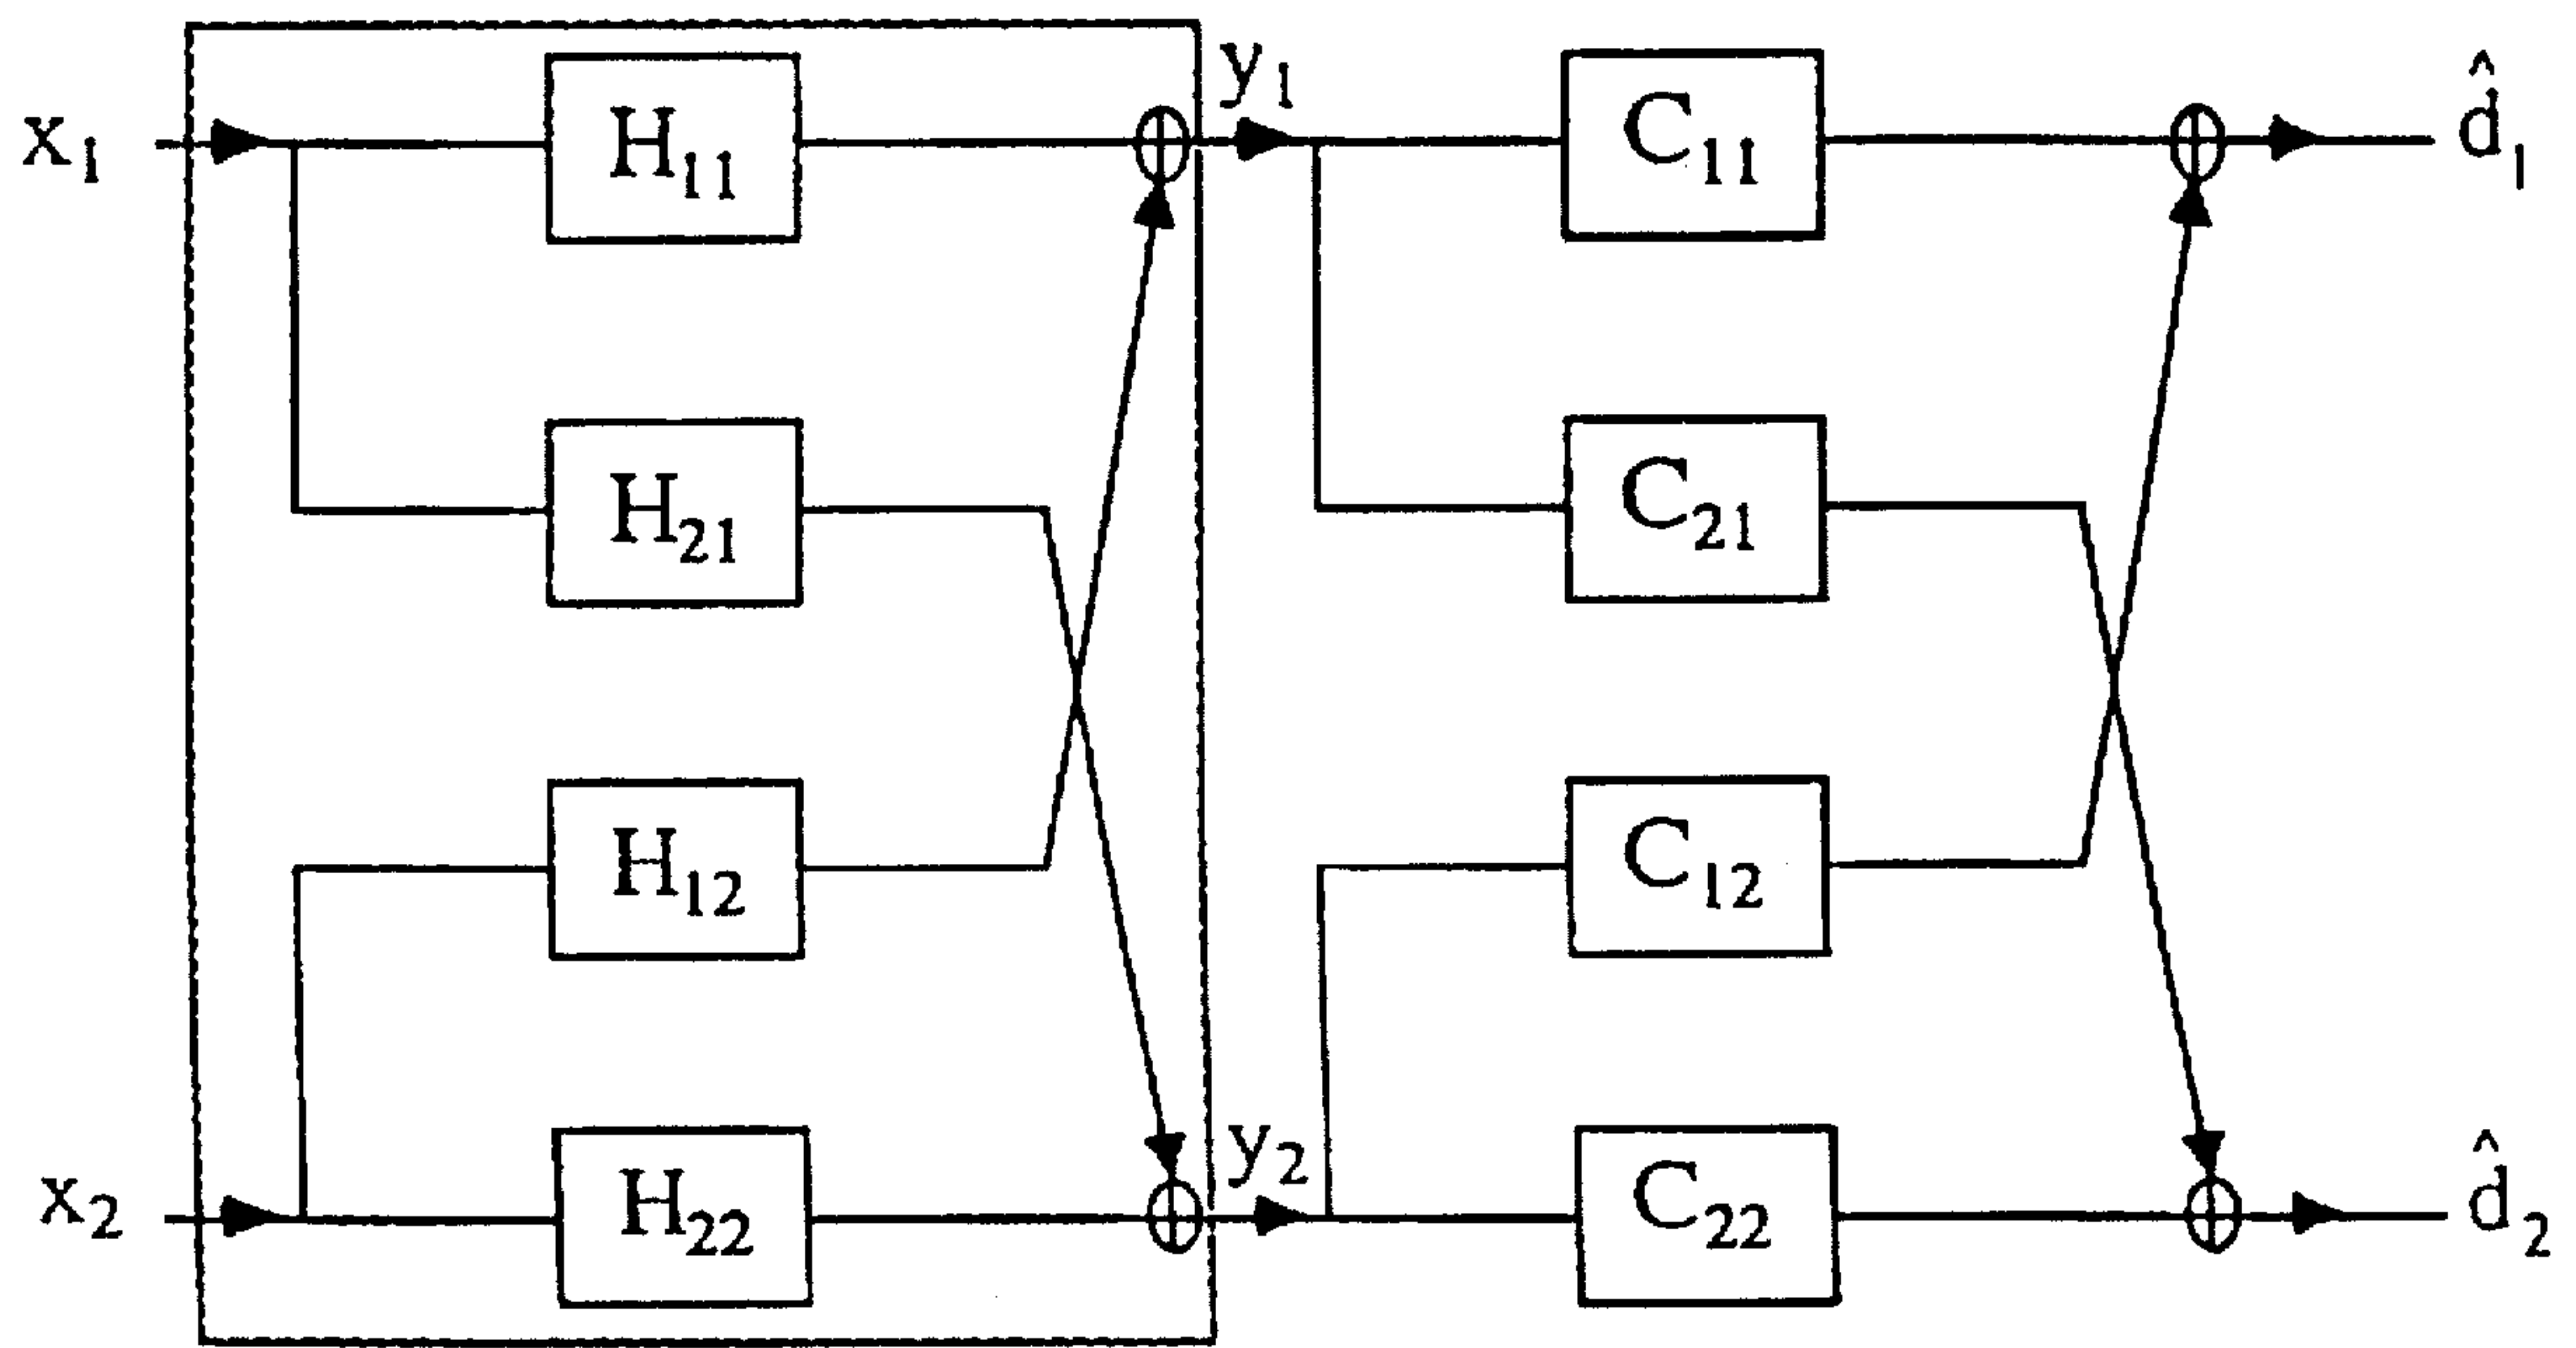 x₁ H₁₁ y₁ C₁₁ d̂₁
H₂₁ C₂₁
H₁₂ C₁₂
x₂ H₂₂ y₂ C₂₂ d̂₂